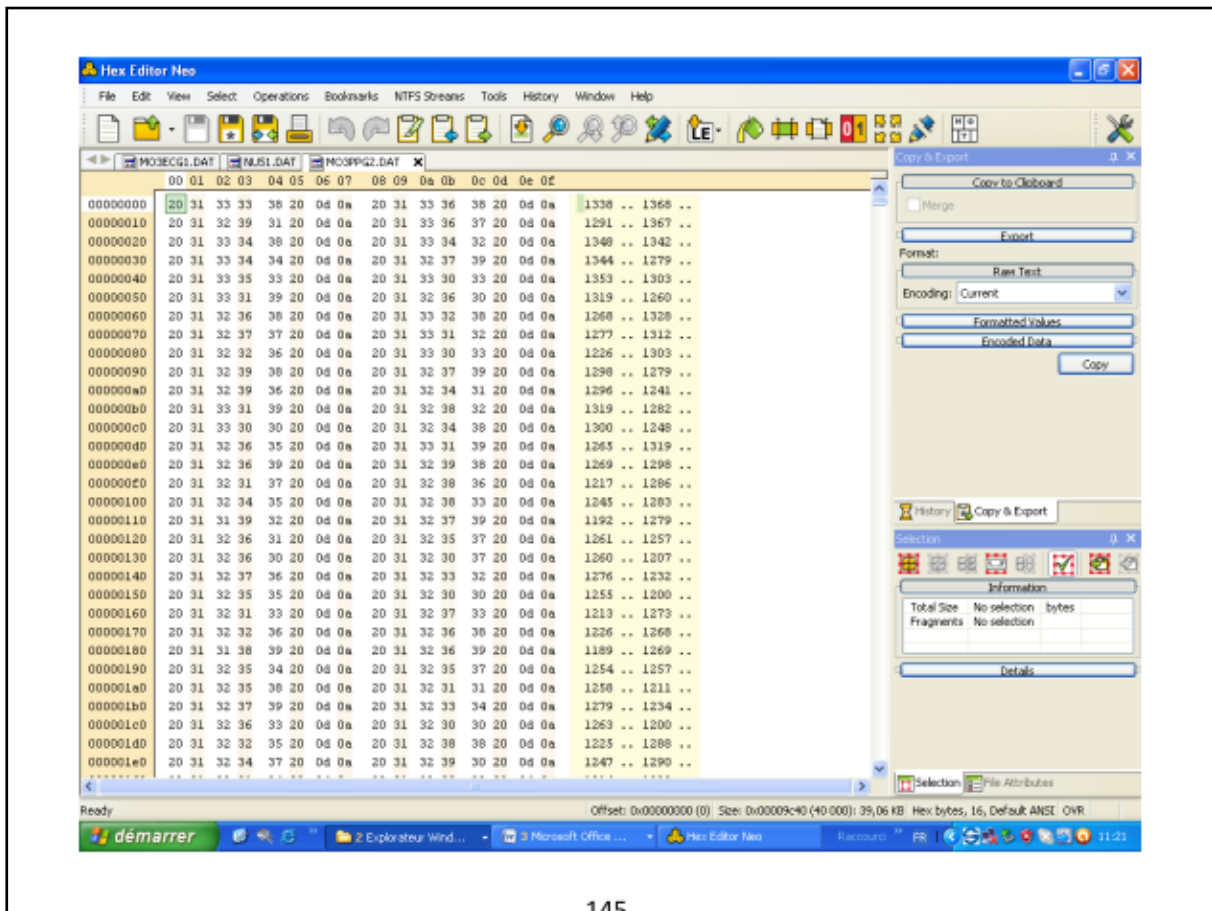 Hex Editor Neo
File Edit View Select Operations Bookmarks NTFS Streams Tools History Window Help
MO3ECG1.DAT NUS1.DAT MO3PPG2.DAT
Copy & Export
00 01 02 03 04 05 06 07 08 09 0a 0b 0c 0d 0e 0f
Copy to Clipboard
00000000 20 31 33 33 38 20 0d 0a 20 31 33 36 38 20 0d 0a 1338 .. 1368 ..
Merge
00000010 20 31 32 39 31 20 0d 0a 20 31 33 36 37 20 0d 0a 1291 .. 1367 ..
Export
00000020 20 31 33 34 38 20 0d 0a 20 31 33 34 32 20 0d 0a 1348 .. 1342 ..
Format:
00000030 20 31 33 34 34 20 0d 0a 20 31 32 37 39 20 0d 0a 1344 .. 1279 ..
Raw Text
00000040 20 31 33 35 33 20 0d 0a 20 31 33 30 33 20 0d 0a 1353 .. 1303 ..
Encoding: Current
00000050 20 31 33 31 39 20 0d 0a 20 31 32 36 30 20 0d 0a 1319 .. 1260 ..
00000060 20 31 32 36 38 20 0d 0a 20 31 33 32 38 20 0d 0a 1268 .. 1328 ..
Formatted Values
00000070 20 31 32 37 37 20 0d 0a 20 31 33 31 32 20 0d 0a 1277 .. 1312 ..
Encoded Data
00000080 20 31 32 32 36 20 0d 0a 20 31 33 30 33 20 0d 0a 1226 .. 1303 ..
Copy
00000090 20 31 32 39 38 20 0d 0a 20 31 32 37 39 20 0d 0a 1298 .. 1279 ..
000000a0 20 31 32 39 36 20 0d 0a 20 31 32 34 31 20 0d 0a 1296 .. 1241 ..
000000b0 20 31 33 31 39 20 0d 0a 20 31 32 38 32 20 0d 0a 1319 .. 1282 ..
000000c0 20 31 33 30 30 20 0d 0a 20 31 32 34 38 20 0d 0a 1300 .. 1248 ..
000000d0 20 31 32 36 35 20 0d 0a 20 31 33 31 39 20 0d 0a 1265 .. 1319 ..
000000e0 20 31 32 36 39 20 0d 0a 20 31 32 39 38 20 0d 0a 1269 .. 1298 ..
000000f0 20 31 32 31 37 20 0d 0a 20 31 32 38 36 20 0d 0a 1217 .. 1286 ..
00000100 20 31 32 34 35 20 0d 0a 20 31 32 38 33 20 0d 0a 1245 .. 1283 ..
History Copy & Export
00000110 20 31 31 39 32 20 0d 0a 20 31 32 37 39 20 0d 0a 1192 .. 1279 ..
00000120 20 31 32 36 31 20 0d 0a 20 31 32 35 37 20 0d 0a 1261 .. 1257 ..
Selection
00000130 20 31 32 36 30 20 0d 0a 20 31 32 30 37 20 0d 0a 1260 .. 1207 ..
00000140 20 31 32 37 36 20 0d 0a 20 31 32 33 32 20 0d 0a 1276 .. 1232 ..
00000150 20 31 32 35 35 20 0d 0a 20 31 32 30 30 20 0d 0a 1255 .. 1200 ..
Information
00000160 20 31 32 31 33 20 0d 0a 20 31 32 37 33 20 0d 0a 1213 .. 1273 ..
Total Size No selection bytes
Fragments No selection
00000170 20 31 32 32 36 20 0d 0a 20 31 32 36 38 20 0d 0a 1226 .. 1268 ..
00000180 20 31 31 38 39 20 0d 0a 20 31 32 36 39 20 0d 0a 1189 .. 1269 ..
00000190 20 31 32 35 34 20 0d 0a 20 31 32 35 37 20 0d 0a 1254 .. 1257 ..
Details
000001a0 20 31 32 35 38 20 0d 0a 20 31 32 31 31 20 0d 0a 1258 .. 1211 ..
000001b0 20 31 32 37 39 20 0d 0a 20 31 32 33 34 20 0d 0a 1279 .. 1234 ..
000001c0 20 31 32 36 33 20 0d 0a 20 31 32 30 30 20 0d 0a 1263 .. 1200 ..
000001d0 20 31 32 32 35 20 0d 0a 20 31 32 38 38 20 0d 0a 1225 .. 1288 ..
000001e0 20 31 32 34 37 20 0d 0a 20 31 32 39 30 20 0d 0a 1247 .. 1290 ..
Selection File Attributes
Ready Offset: 0x00000000 (0) Size: 0x00009c40 (40 000): 39,06 KB Hex bytes, 16, Default ANSI OVR
démarrer 2 Explorateur Wind... 3 Microsoft Office ... Hex Editor Neo Raccourci FR 11:21
145